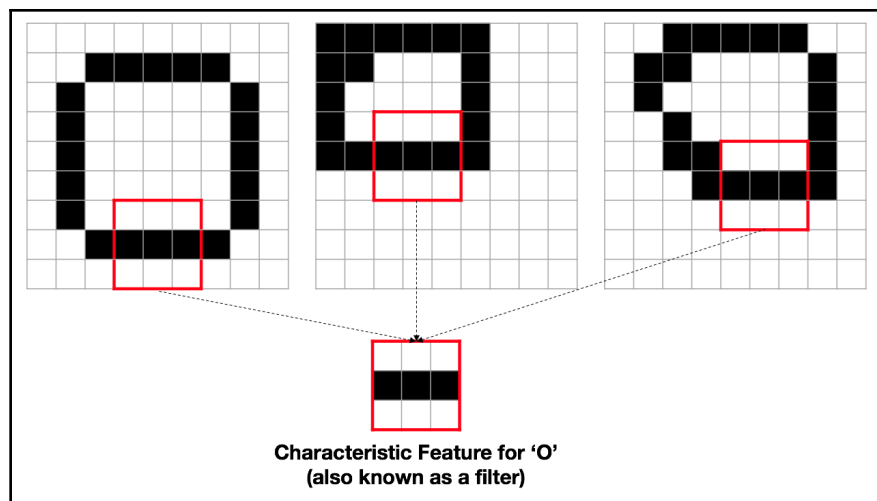 Characteristic Feature for ‘O’
(also known as a filter)